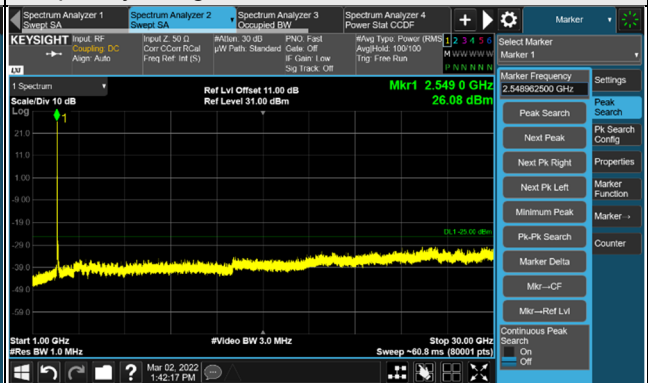 Spectrum Analyzer 1
Swept SA
Spectrum Analyzer 2
Swept SA
Spectrum Analyzer 3
Occupied BW
Spectrum Analyzer 4
Power Stat CCDF
Marker
KEYSIGHT
Input: RF
Coupling: DC
Align: Auto
Input Z: 50 Ω
Corr CCorr RCal
Freq Ref: Int (S)
#Atten: 30 dB
µW Path: Standard
PNO: Fast
Gate: Off
IF Gain: Low
Sig Track: Off
#Avg Type: Power (RMS
Avg|Hold: 100/100
Trig: Free Run
1 2 3 4 5 6
M W W W W W
P N N N N N
Select Marker
Marker 1
LXI
1 Spectrum
Scale/Div 10 dB
Ref Lvl Offset 11.00 dB
Ref Level 31.00 dBm
Mkr1 2.549 0 GHz
26.08 dBm
Log
1
21.0
11.0
1.00
-9.00
-19.0
-29.0
-39.0
-49.0
-59.0
DL1 -25.00 dBm
Start 1.00 GHz
#Res BW 1.0 MHz
#Video BW 3.0 MHz
Stop 30.00 GHz
Sweep ~60.8 ms (80001 pts)
Marker Frequency
2.548962500 GHz
Peak Search
Next Peak
Next Pk Right
Next Pk Left
Minimum Peak
Pk-Pk Search
Marker Delta
Mkr→CF
Mkr→Ref Lvl
Continuous Peak
Search
On
Off
Settings
Peak
Search
Pk Search
Config
Properties
Marker
Function
Marker→
Counter
?
Mar 02, 2022
1:42:17 PM